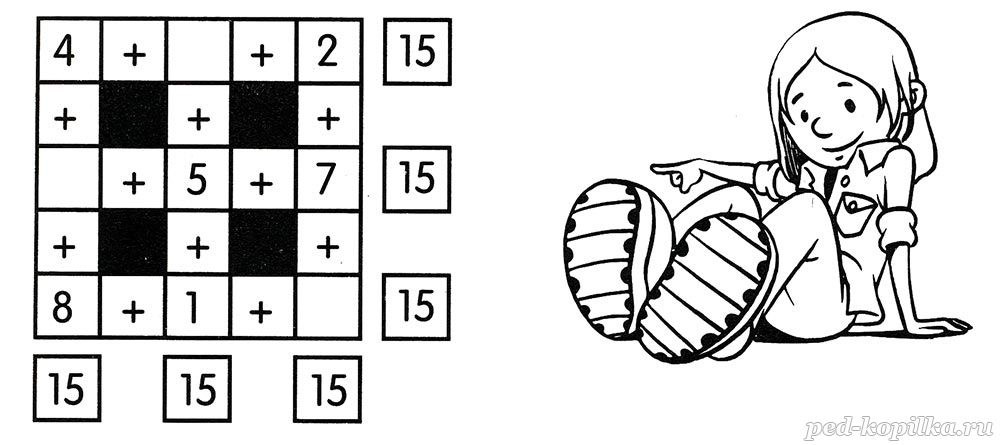 4 + + 2 15
+ + +
+ 5 + 7 15
+ + +
8 + 1 + 15
15 15 15
ped-kopilka.ru